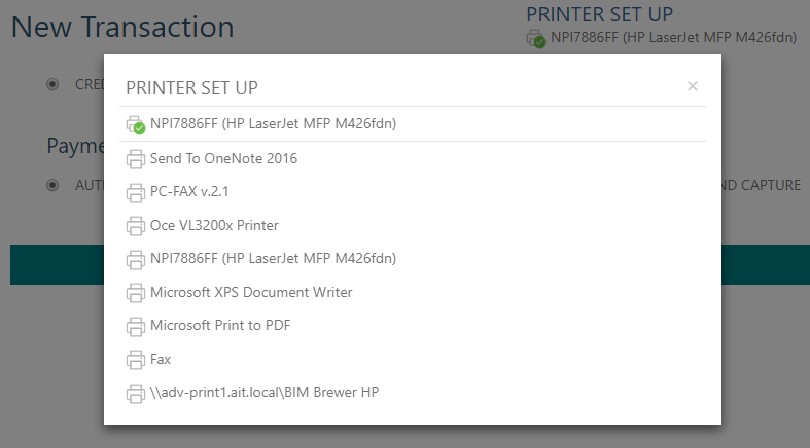 New Transaction
PRINTER SET UP
NPI7886FF (HP LaserJet MFP M426fdn)
PRINTER SET UP
×
NPI7886FF (HP LaserJet MFP M426fdn)
Send To OneNote 2016
PC-FAX v.2.1
Oce VL3200x Printer
NPI7886FF (HP LaserJet MFP M426fdn)
Microsoft XPS Document Writer
Microsoft Print to PDF
Fax
\\adv-print1.ait.local\BIM Brewer HP
CRE
Payme
AUT
ND CAPTURE